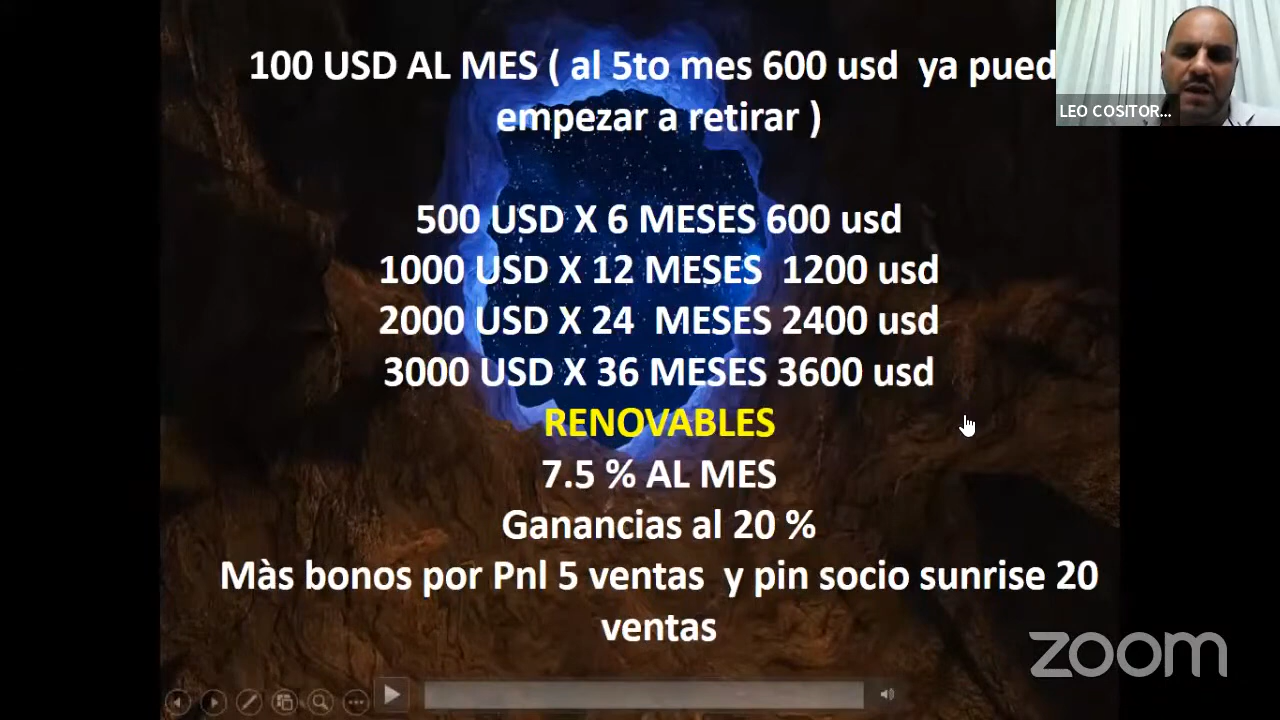 100 USD AL MES ( al 5to mes 600 usd ya pued
empezar a retirar )
LEO COSITOR...
500 USD X 6 MESES 600 usd
1000 USD X 12 MESES 1200 usd
2000 USD X 24 MESES 2400 usd
3000 USD X 36 MESES 3600 usd
RENOVABLES
7.5 % AL MES
Ganancias al 20 %
Màs bonos por Pnl 5 ventas y pin socio sunrise 20
ventas
zoom